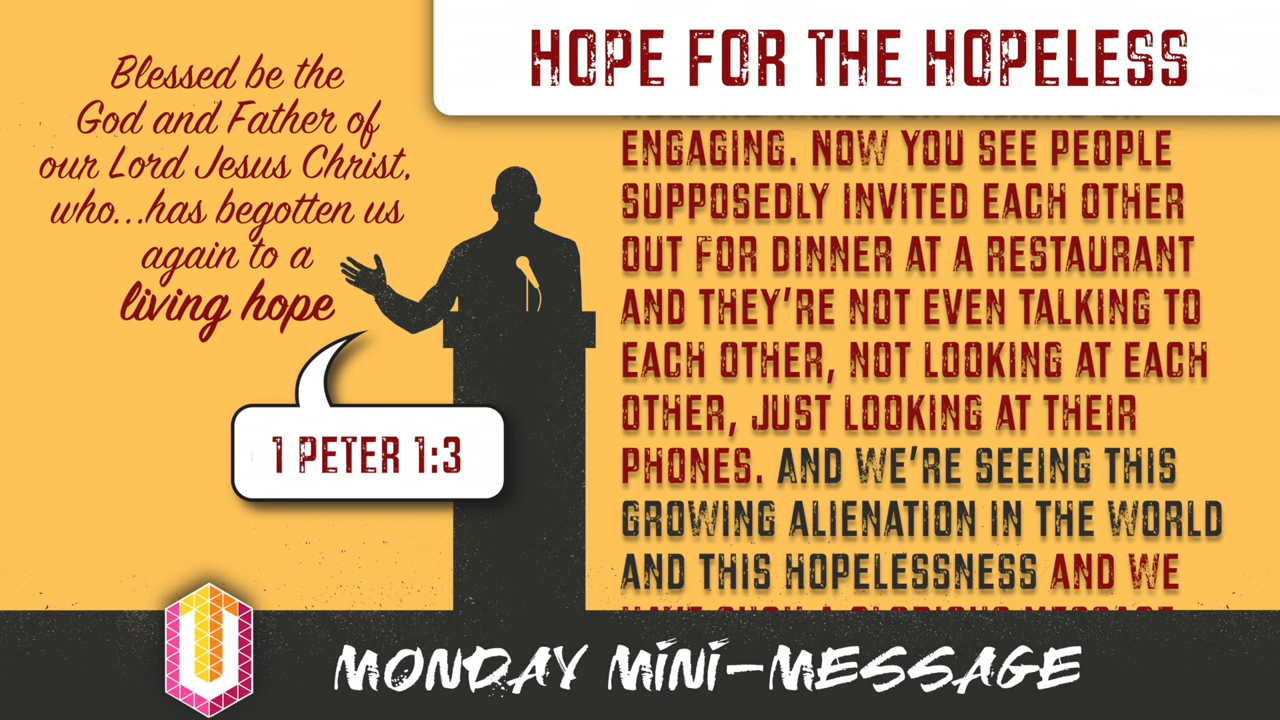 HOPE FOR THE HOPELESS
Blessed be the
God and Father of
our Lord Jesus Christ,
who...has begotten us
again to a
living hope
1 PETER 1:3
ENGAGING. NOW YOU SEE PEOPLE
SUPPOSEDLY INVITED EACH OTHER
OUT FOR DINNER AT A RESTAURANT
AND THEY'RE NOT EVEN TALKING TO
EACH OTHER, NOT LOOKING AT EACH
OTHER, JUST LOOKING AT THEIR
PHONES. AND WE'RE SEEING THIS
GROWING ALIENATION IN THE WORLD
AND THIS HOPELESSNESS AND WE
HAVE SUCH A GLORIOUS MESSAGE
U
MONDAY MINI-MESSAGE